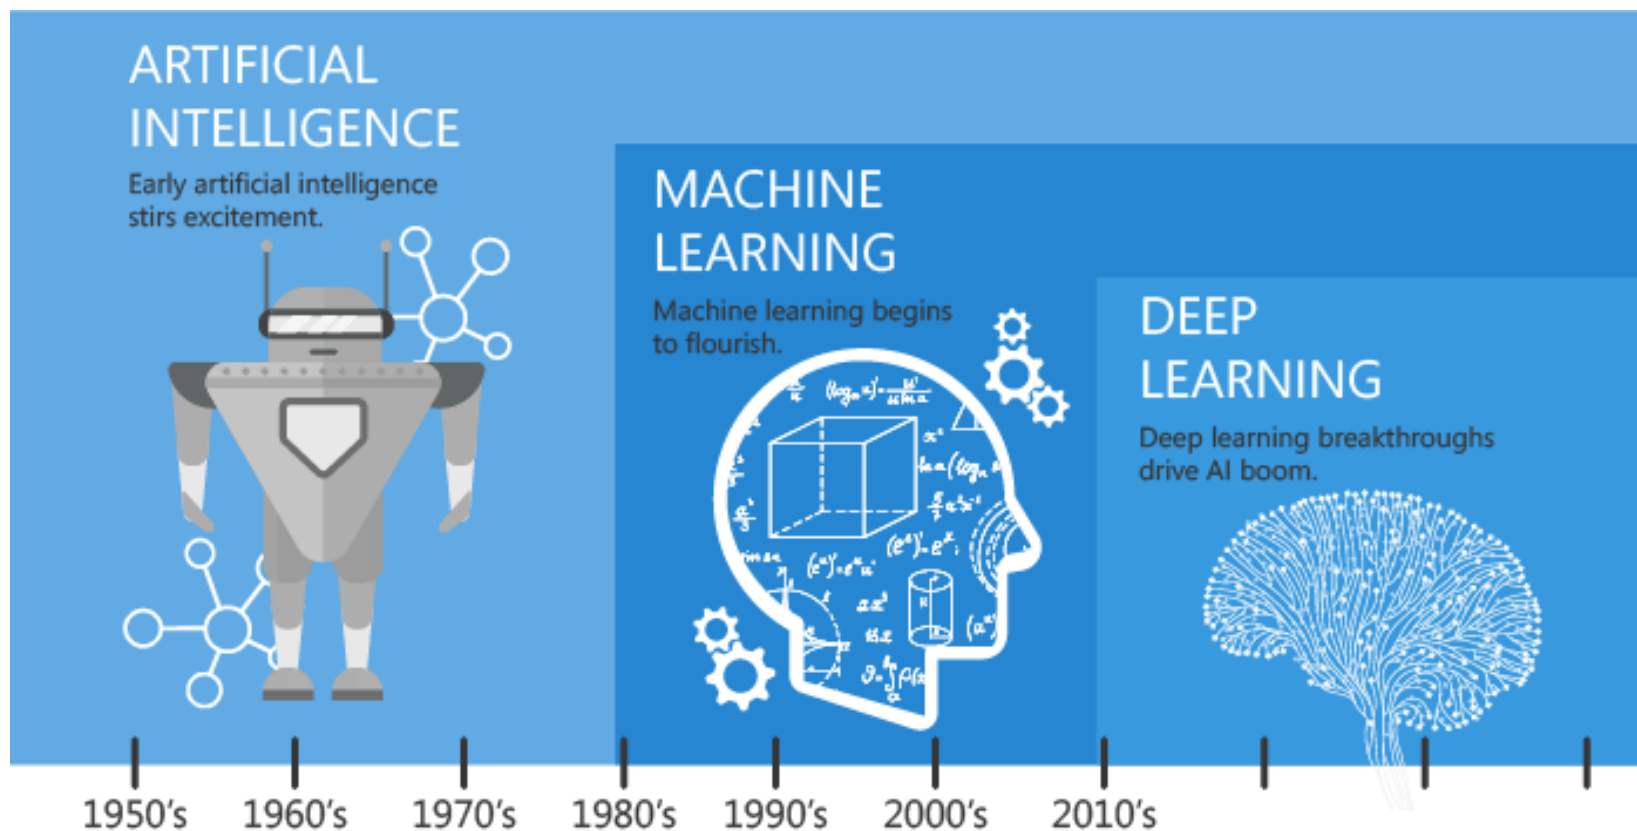 ARTIFICIAL
INTELLIGENCE
Early artificial intelligence
stirs excitement.
MACHINE
LEARNING
Machine learning begins
to flourish.
DEEP
LEARNING
Deep learning breakthroughs
drive AI boom.
1950's 1960's 1970's 1980's 1990's 2000's 2010's